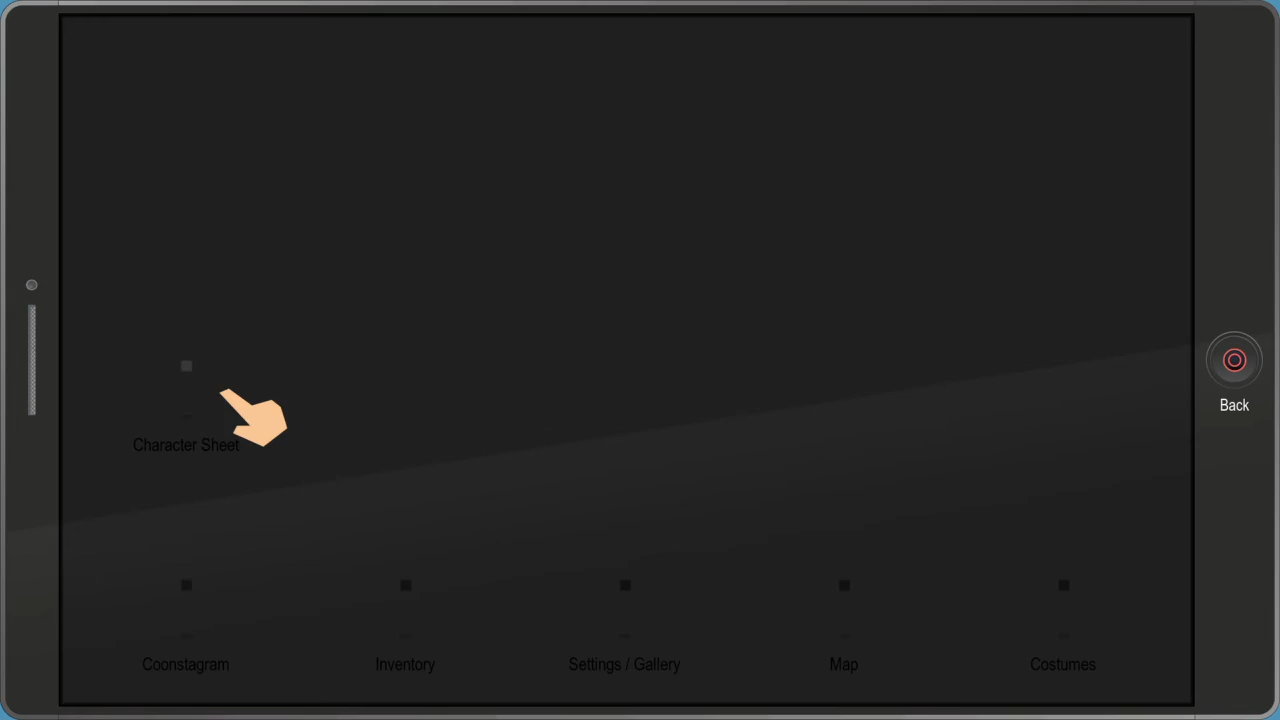 Back
Character Sheet
Coonstagram
Inventory
Settings / Gallery
Map
Costumes